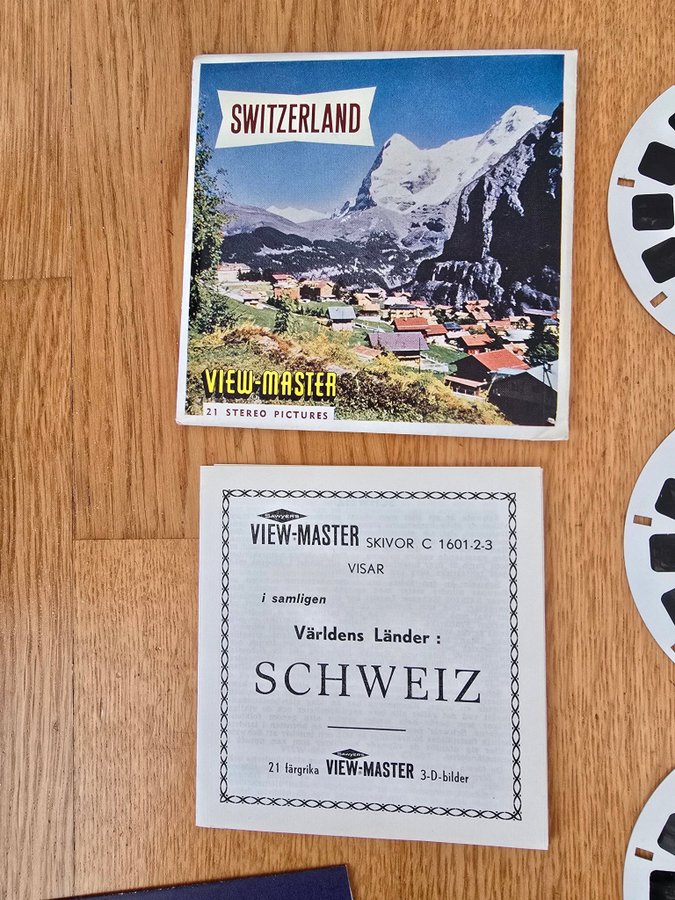 SWITZERLAND
VIEW-MASTER
21 STEREO PICTURES
SAWYER'S
VIEW-MASTER SKIVOR C 1601-2-3
VISAR
i samligen
Världens Länder :
SCHWEIZ
SAWYER'S
21 färgrika VIEW-MASTER 3-D-bilder